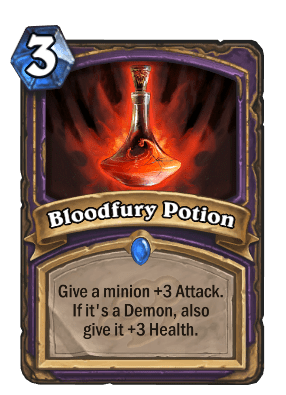 3
Bloodfury Potion
Give a minion +3 Attack.
If it's a Demon, also
give it +3 Health.